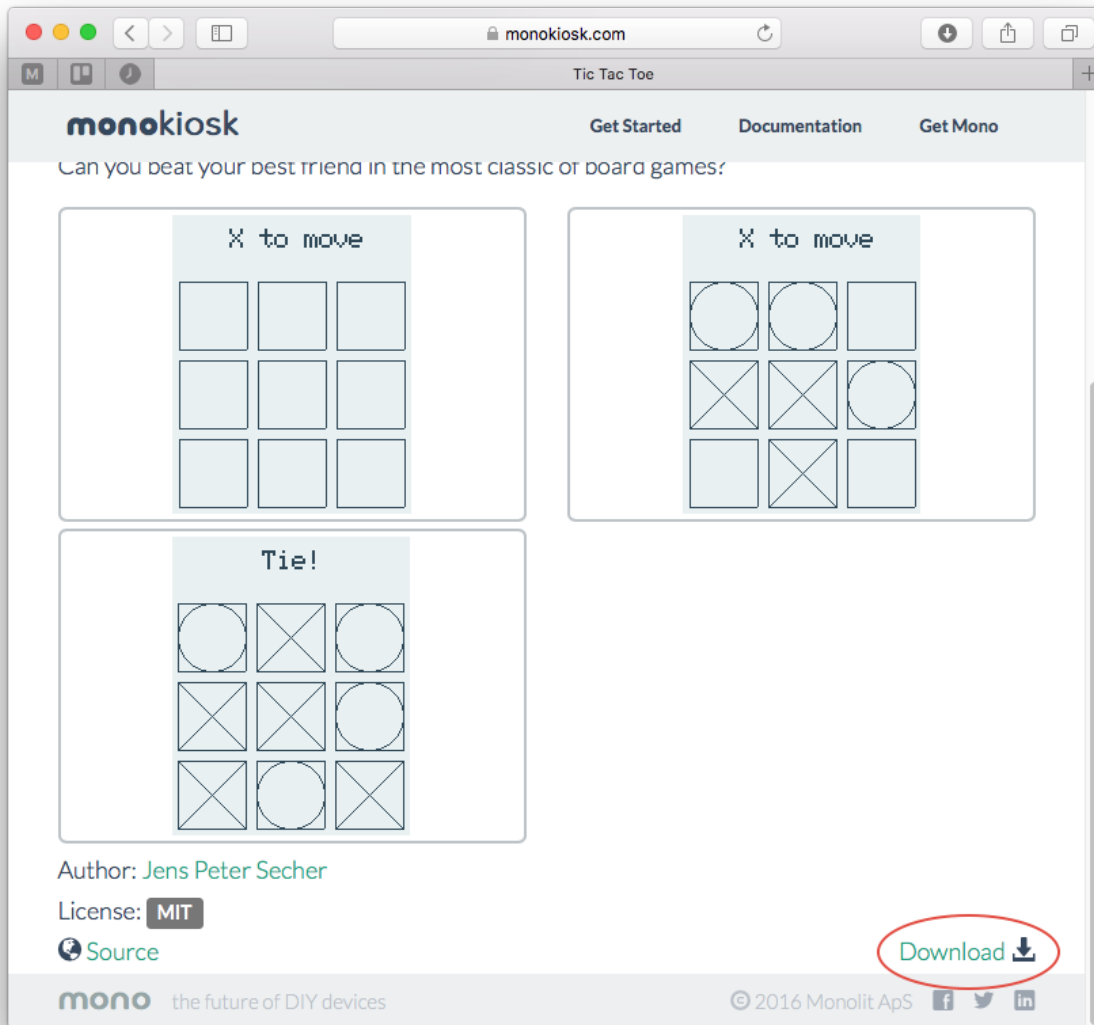 monokiosk.com
M
Tic Tac Toe
monokiosk
Get Started Documentation Get Mono
Can you beat your best friend in the most classic of board games?
X to move
X to move
Tie!
Author: Jens Peter Secher
License: MIT
Source
Download
mono the future of DIY devices
© 2016 Monolit ApS f in